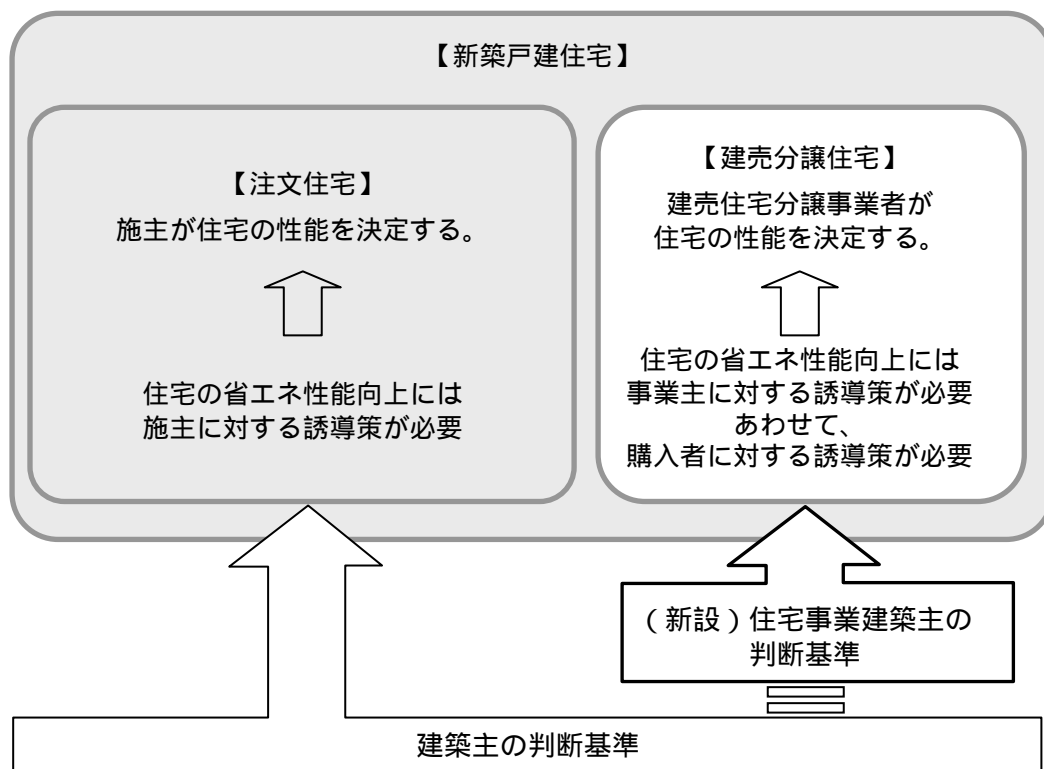 【新築戸建住宅】
【注文住宅】
施主が住宅の性能を決定する。
住宅の省エネ性能向上には
施主に対する誘導策が必要
【建売分譲住宅】
建売住宅分譲事業者が
住宅の性能を決定する。
住宅の省エネ性能向上には
事業主に対する誘導策が必要
あわせて、
購入者に対する誘導策が必要
（新設）住宅事業建築主の
判断基準
建築主の判断基準